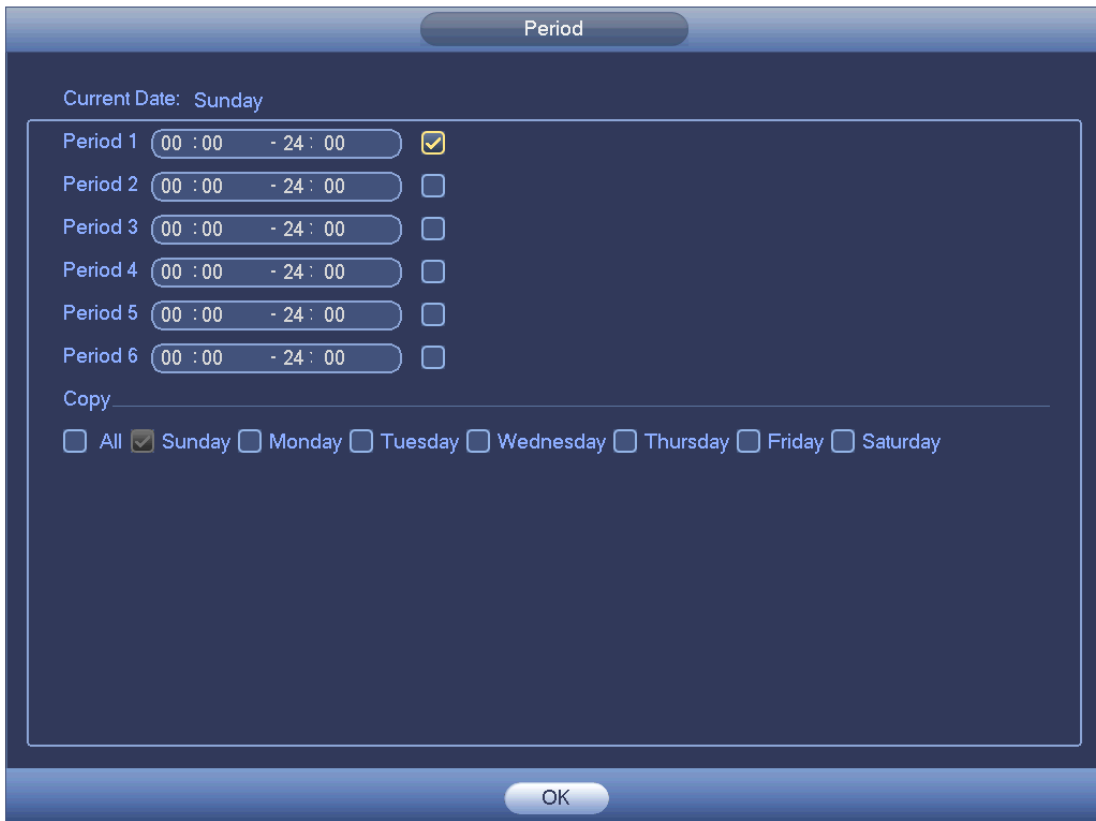 Period
Current Date: Sunday
Period 1 00 :00 - 24 : 00
Period 2 00 :00 - 24 : 00
Period 3 00 :00 - 24 : 00
Period 4 00 :00 - 24 : 00
Period 5 00 :00 - 24 : 00
Period 6 00 :00 - 24 : 00
Copy
All Sunday Monday Tuesday Wednesday Thursday Friday Saturday
OK